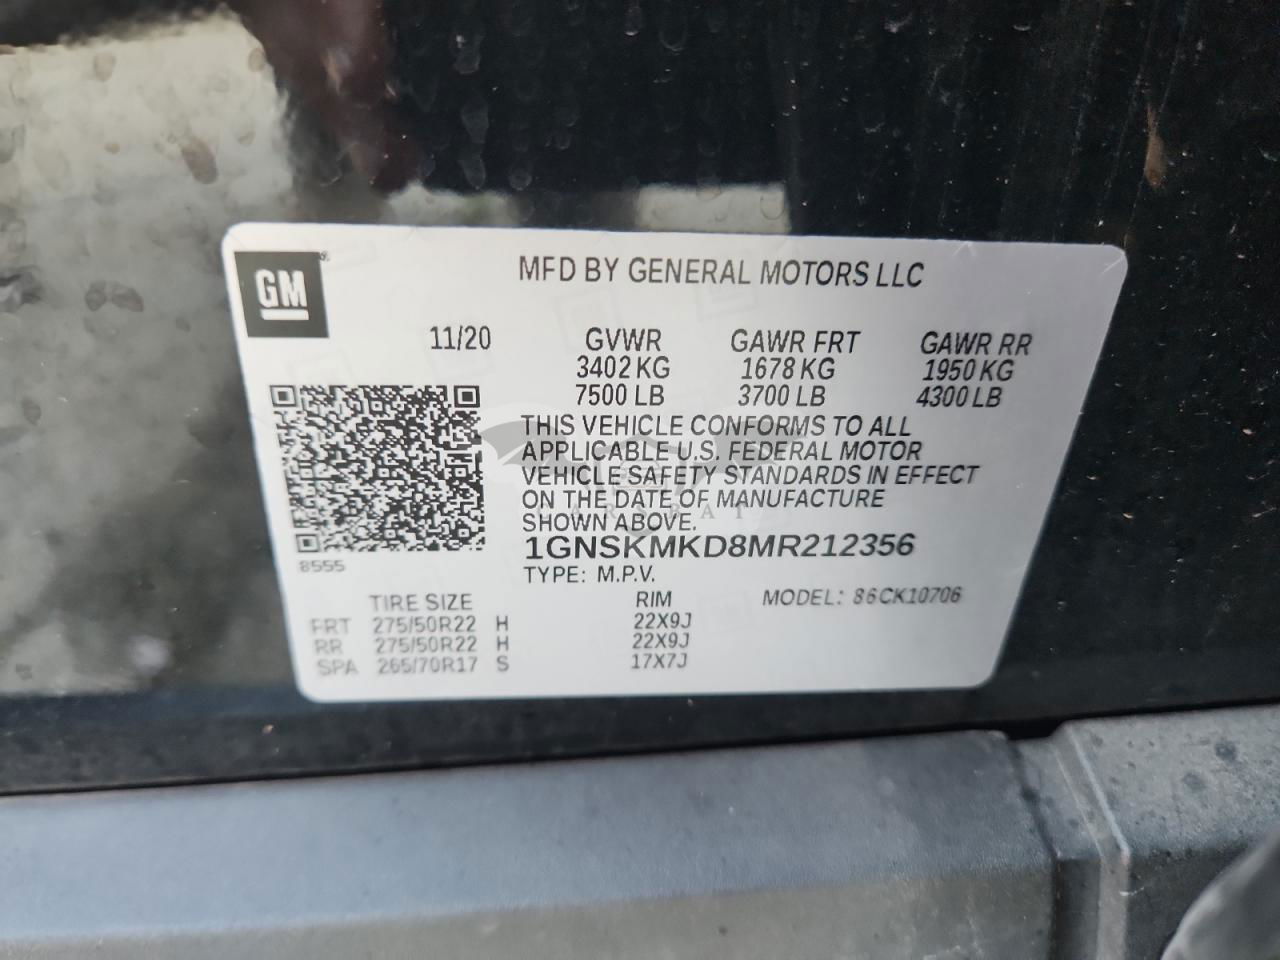 GM
MFD BY GENERAL MOTORS LLC
11/20 GVWR GAWR FRT GAWR RR
3402 KG 1678 KG 1950 KG
7500 LB 3700 LB 4300 LB
THIS VEHICLE CONFORMS TO ALL
APPLICABLE U.S. FEDERAL MOTOR
VEHICLE SAFETY STANDARDS IN EFFECT
ON THE DATE OF MANUFACTURE
SHOWN ABOVE.
1GNSKMKD8MR212356
8555
TYPE: M.P.V.
TIRE SIZE RIM MODEL: 86CK10706
FRT 275/50R22 H 22X9J
RR 275/50R22 H 22X9J
SPA 265/70R17 S 17X7J